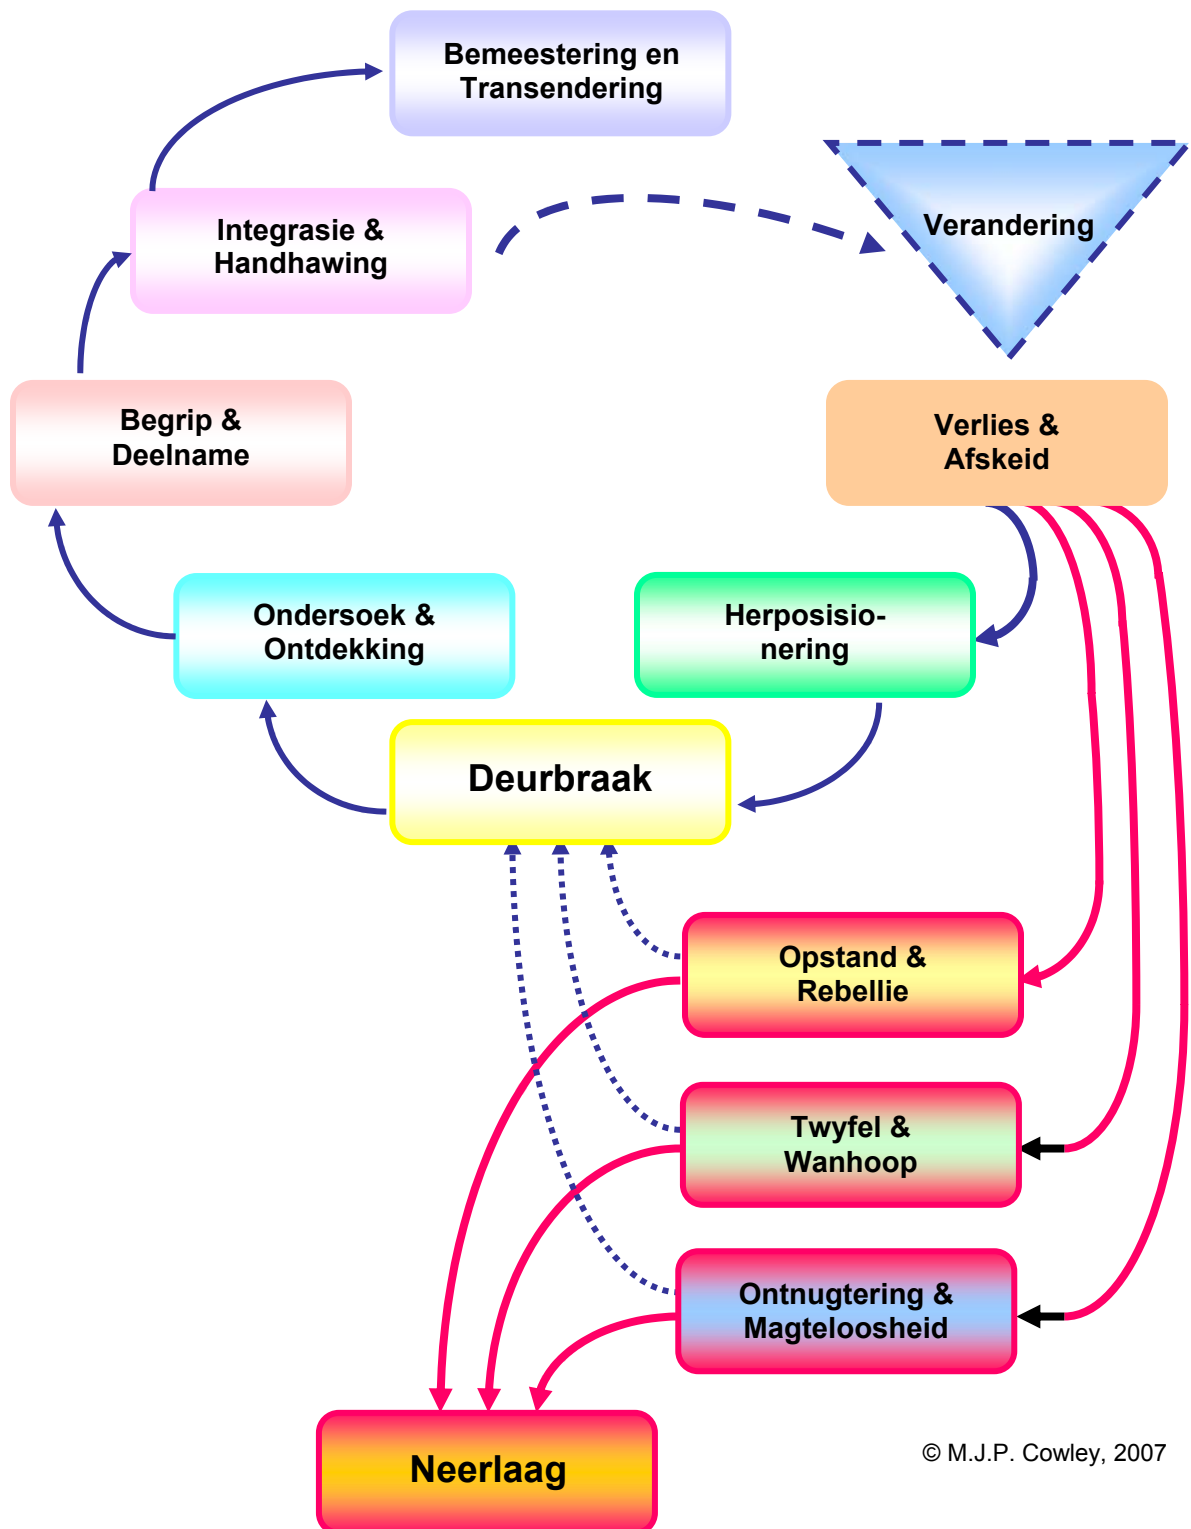 Bemeestering en
Transendering
Verandering
Integrasie &
Handhawing
Begrip &
Deelname
Verlies &
Afskeid
Ondersoek &
Ontdekking
Herposisio-
nering
Deurbraak
Opstand &
Rebellie
Twyfel &
Wanhoop
Ontnugtering &
Magteloosheid
Neerlaag
© M.J.P. Cowley, 2007